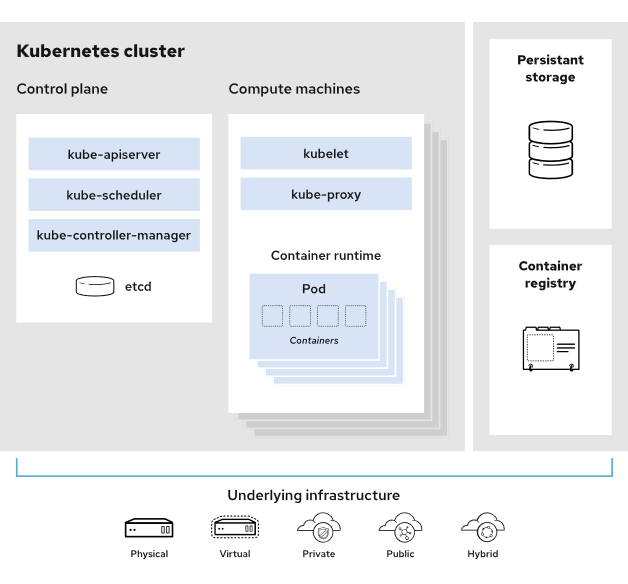 Kubernetes cluster
Control plane
kube-apiserver
kube-scheduler
kube-controller-manager
etcd
Compute machines
kubelet
kube-proxy
Container runtime
Pod
Containers
Persistant
storage
Container
registry
Underlying infrastructure
Physical
Virtual
Private
Public
Hybrid